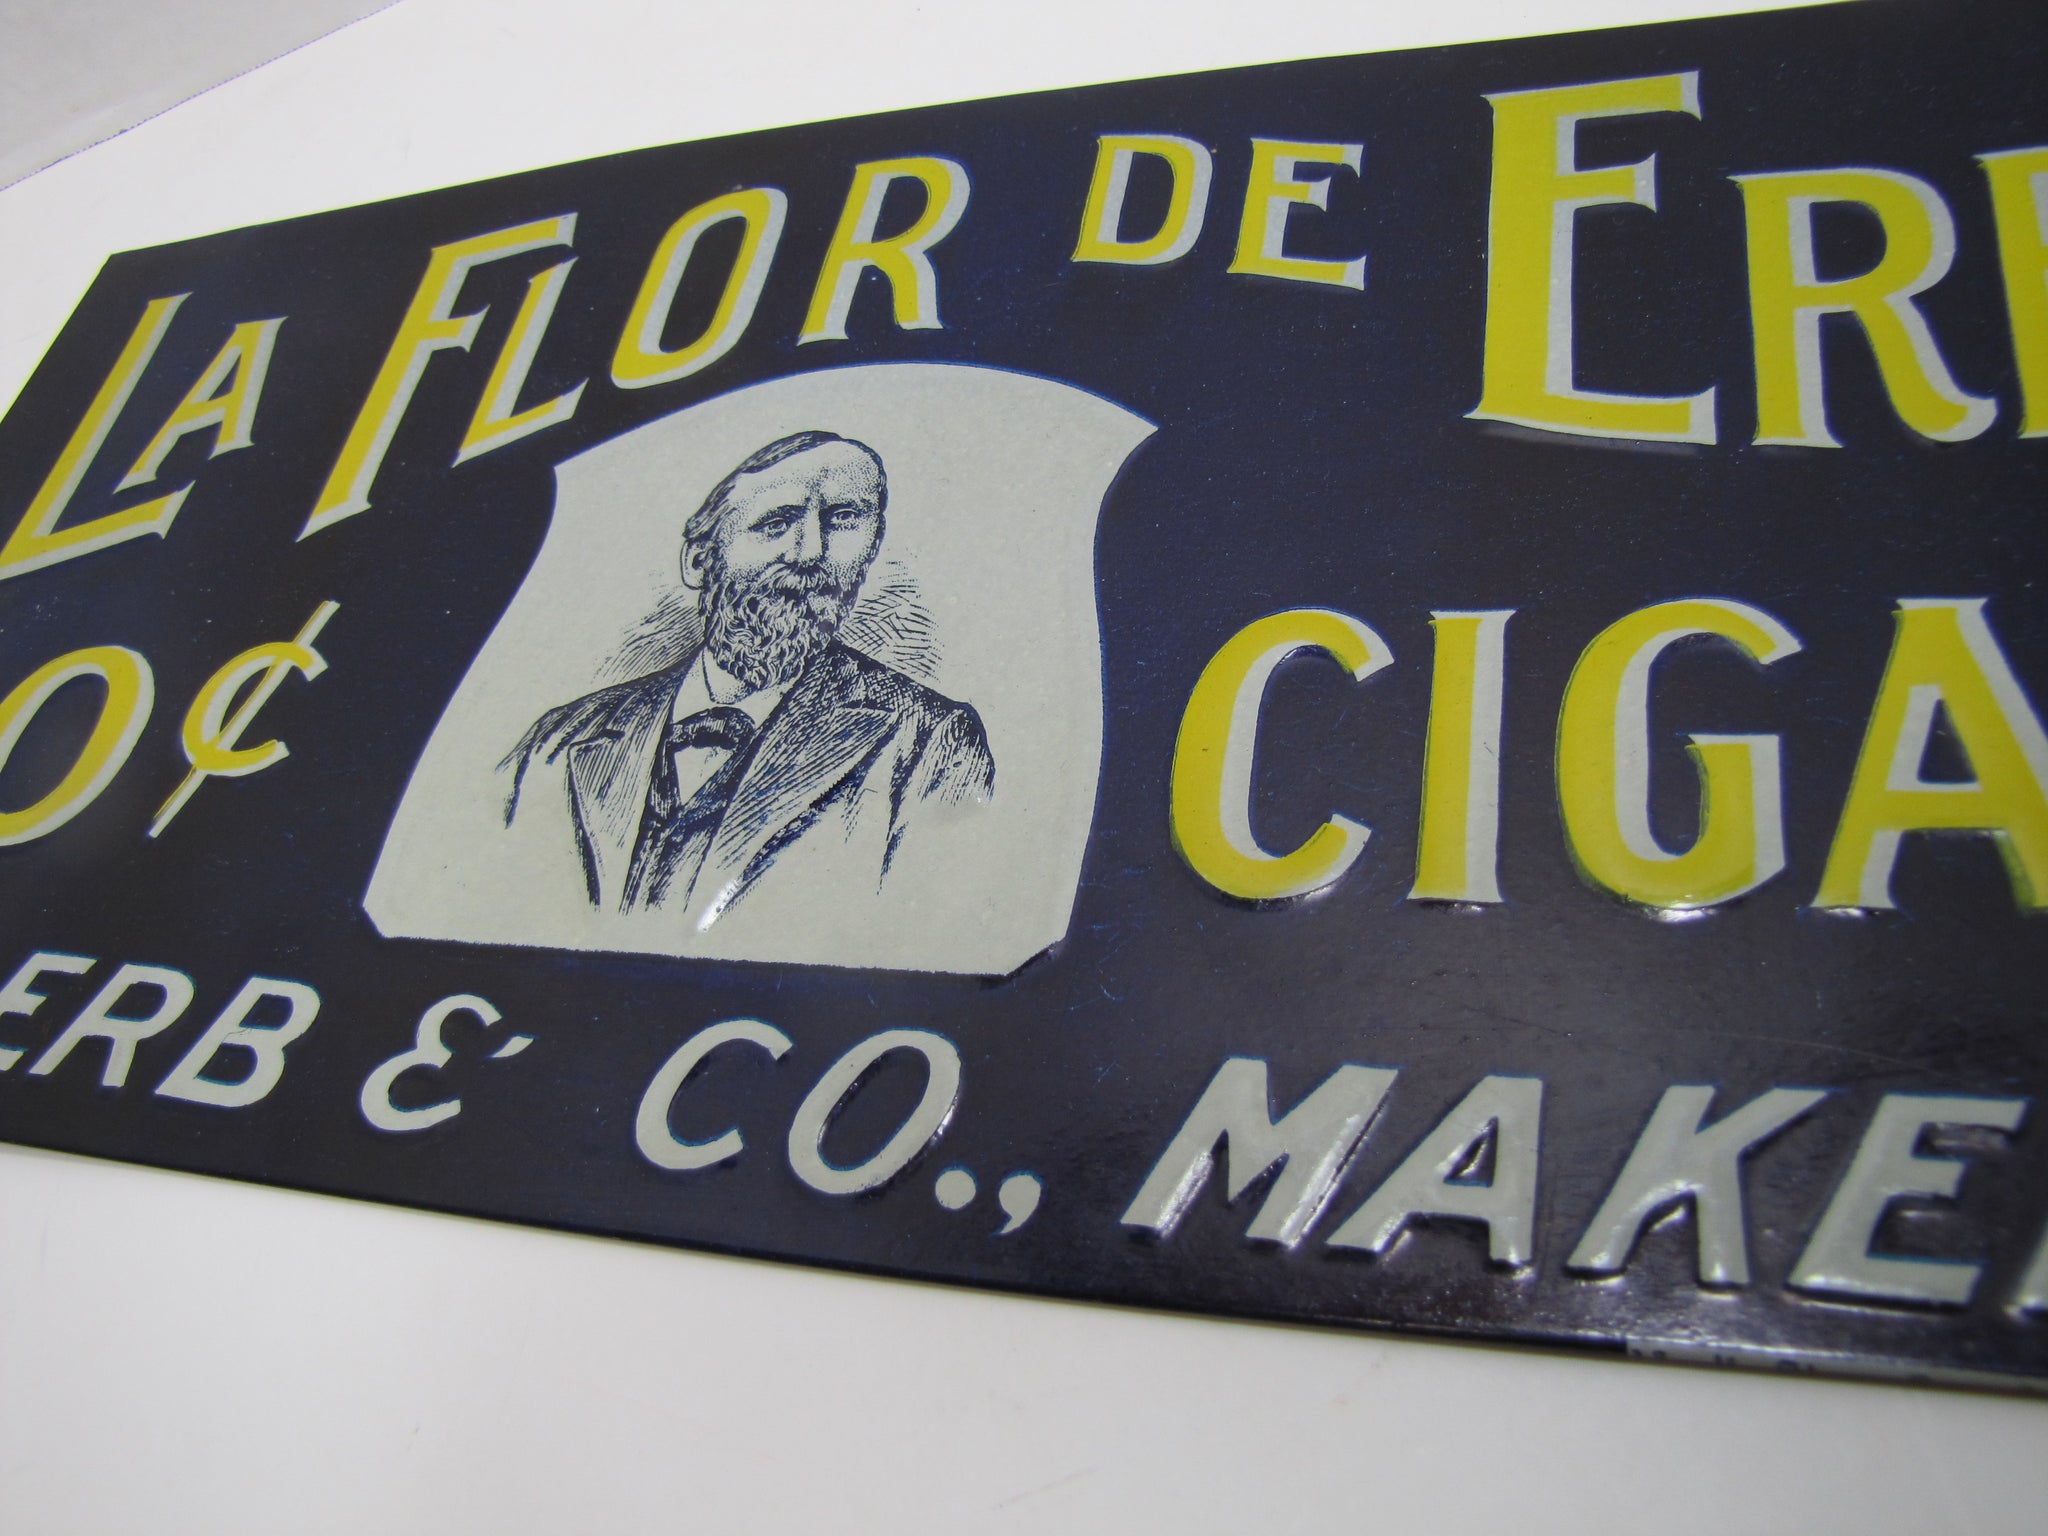 LA FLOR DE ER
0¢ CIGA
ERB & CO., MAKE